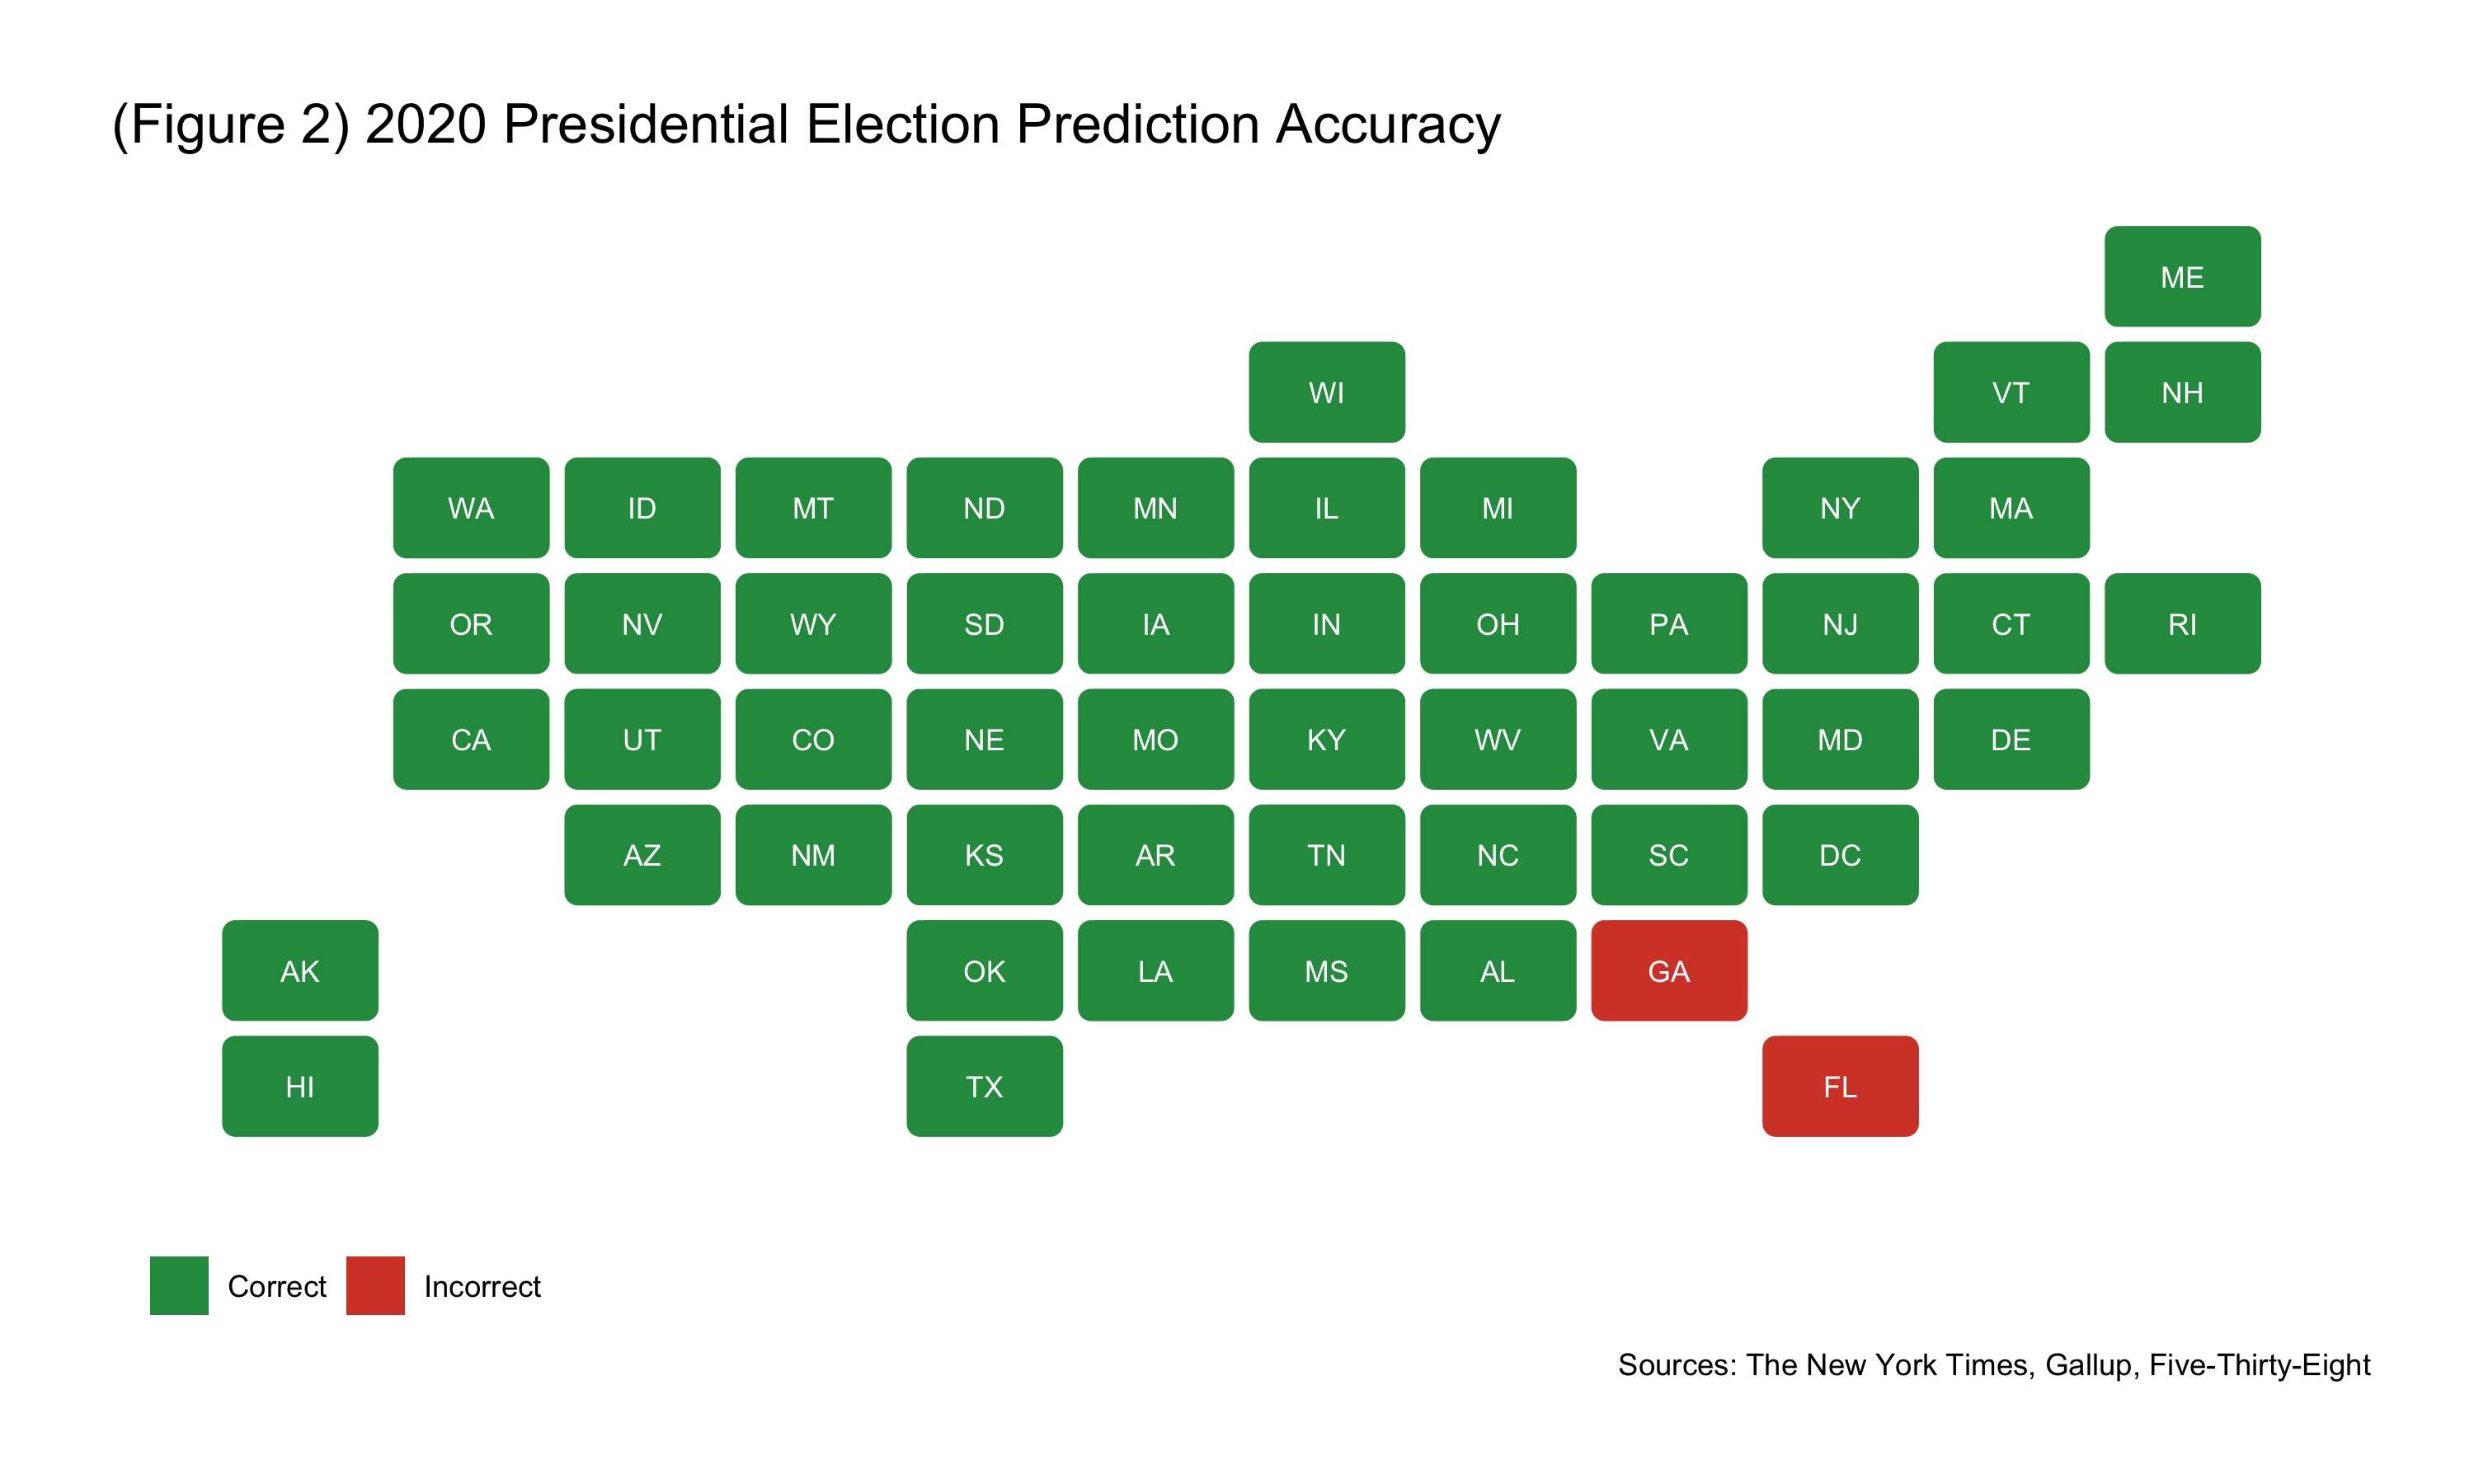 (Figure 2) 2020 Presidential Election Prediction Accuracy
ME
WI VT NH
WA ID MT ND MN IL MI NY MA
OR NV WY SD IA IN OH PA NJ CT RI
CA UT CO NE MO KY WV VA MD DE
AZ NM KS AR TN NC SC DC
AK OK LA MS AL GA
HI TX FL
Correct Incorrect
Sources: The New York Times, Gallup, Five-Thirty-Eight